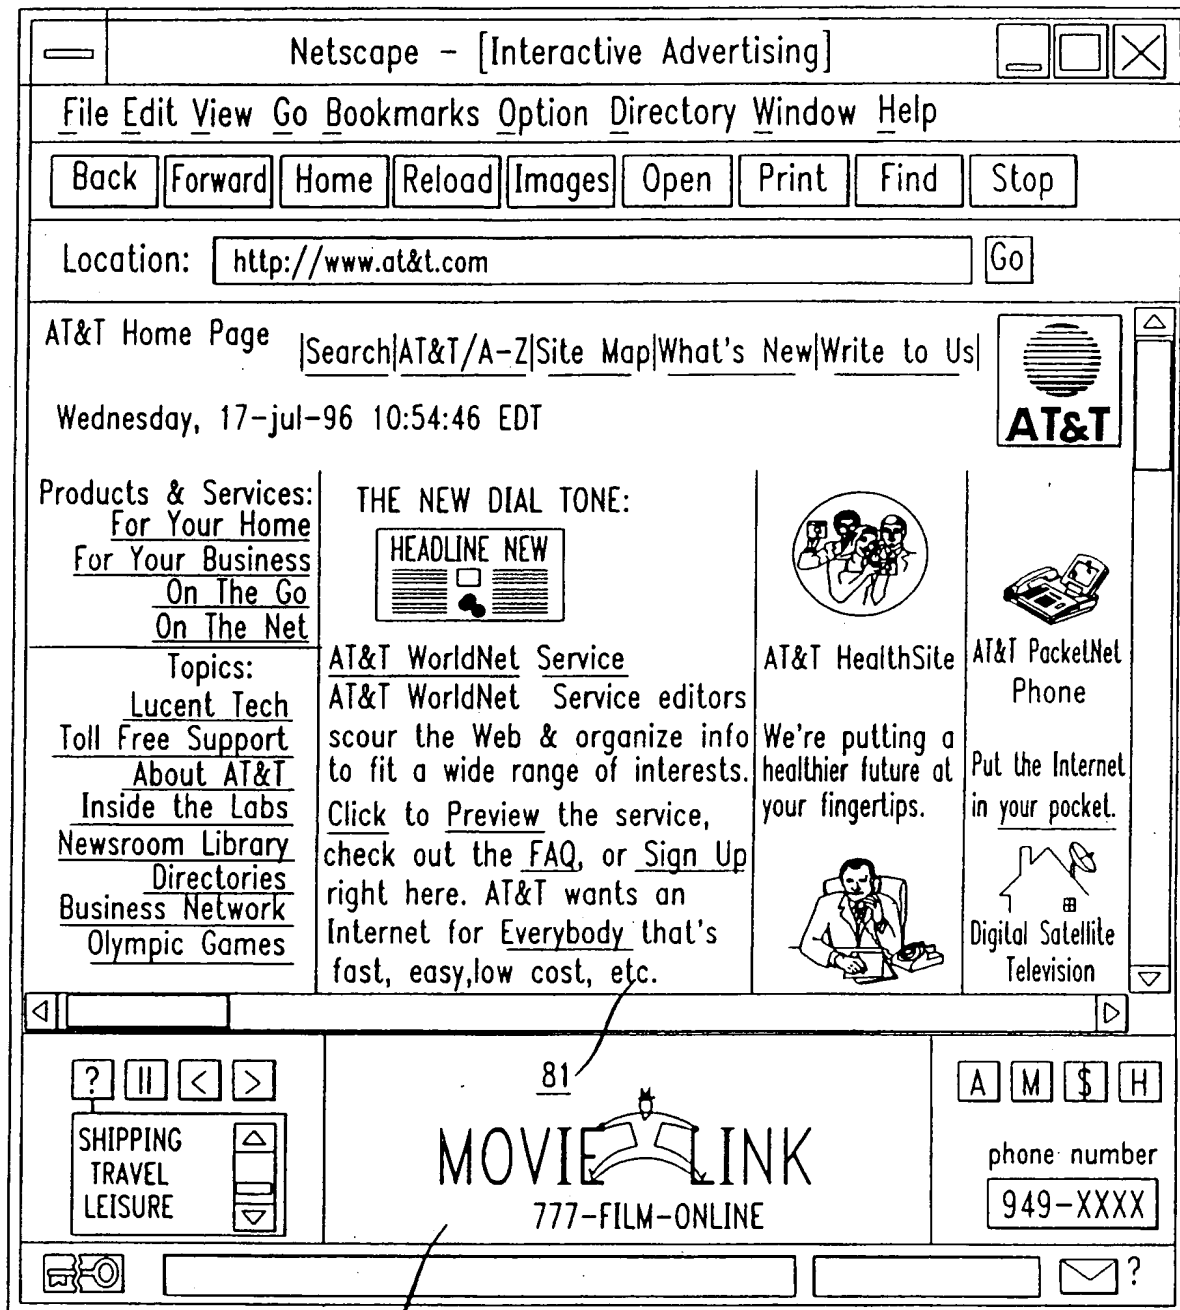 Netscape - [Interactive Advertising]
File Edit View Go Bookmarks Option Directory Window Help
Back Forward Home Reload Images Open Print Find Stop
Location: http://www.at&t.com Go
AT&T Home Page |Search|AT&T/A-Z|Site Map|What's New|Write to Us|
AT&T
Wednesday, 17-jul-96 10:54:46 EDT
Products & Services:
For Your Home
For Your Business
On The Go
On The Net
Topics:
Lucent Tech
Toll Free Support
About AT&T
Inside the Labs
Newsroom Library
Directories
Business Network
Olympic Games
THE NEW DIAL TONE:
HEADLINE NEW
AT&T WorldNet Service
AT&T WorldNet Service editors
scour the Web & organize info
to fit a wide range of interests.
Click to Preview the service,
check out the FAQ, or Sign Up
right here. AT&T wants an
Internet for Everybody that's
fast, easy,low cost, etc.
AT&T HealthSite
We're putting a
healthier future at
your fingertips.
AT&T PacketNet
Phone
Put the Internet
in your pocket.
Digital Satellite
Television
? || < >
SHIPPING
TRAVEL
LEISURE
81
MOVIE LINK
777-FILM-ONLINE
A M $ H
phone number
949-XXXX
?